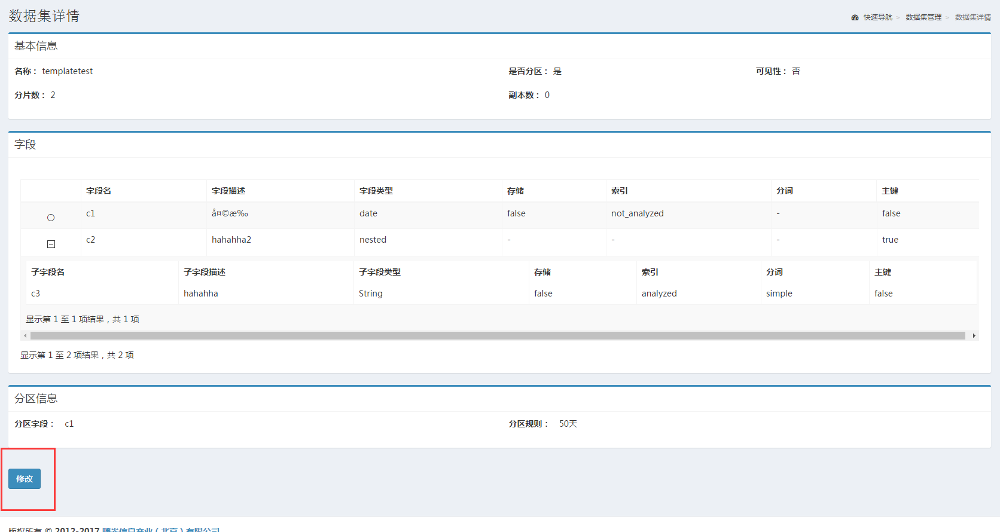 数据集详情
快速导航 > 数据集管理 > 数据集详情
基本信息
名称： templatetest 是否分区： 是 可见性： 否
分片数： 2 副本数： 0
字段
字段名 字段描述 字段类型 存储 索引 分词 主键
c1 å¤©æ‰ date false not_analyzed - false
c2 hahahha2 nested - - - true
子字段名 子字段描述 子字段类型 存储 索引 分词 主键
c3 hahahha String false analyzed simple false
显示第 1 至 1 项结果，共 1 项
显示第 1 至 2 项结果，共 2 项
分区信息
分区字段： c1 分区规则： 50天
修改
版权所有 © 2012-2017 曙光信息产业（北京）有限公司